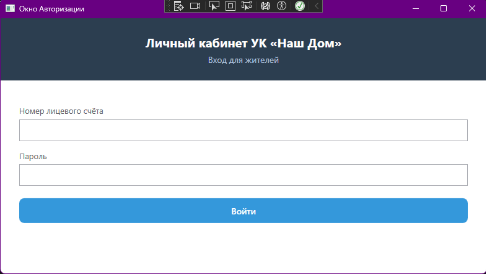 Окно Авторизации
Личный кабинет УК «Наш Дом»
Вход для жителей
Номер лицевого счёта
Пароль
Войти